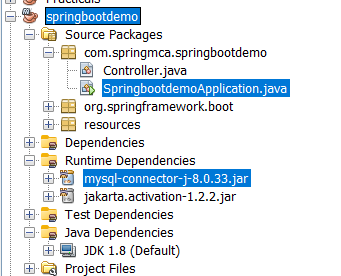 Practicals
springbootdemo
Source Packages
com.springmca.springbootdemo
Controller.java
SpringbootdemoApplication.java
org.springframework.boot
resources
Dependencies
Runtime Dependencies
mysql-connector-j-8.0.33.jar
jakarta.activation-1.2.2.jar
Test Dependencies
Java Dependencies
JDK 1.8 (Default)
Project Files